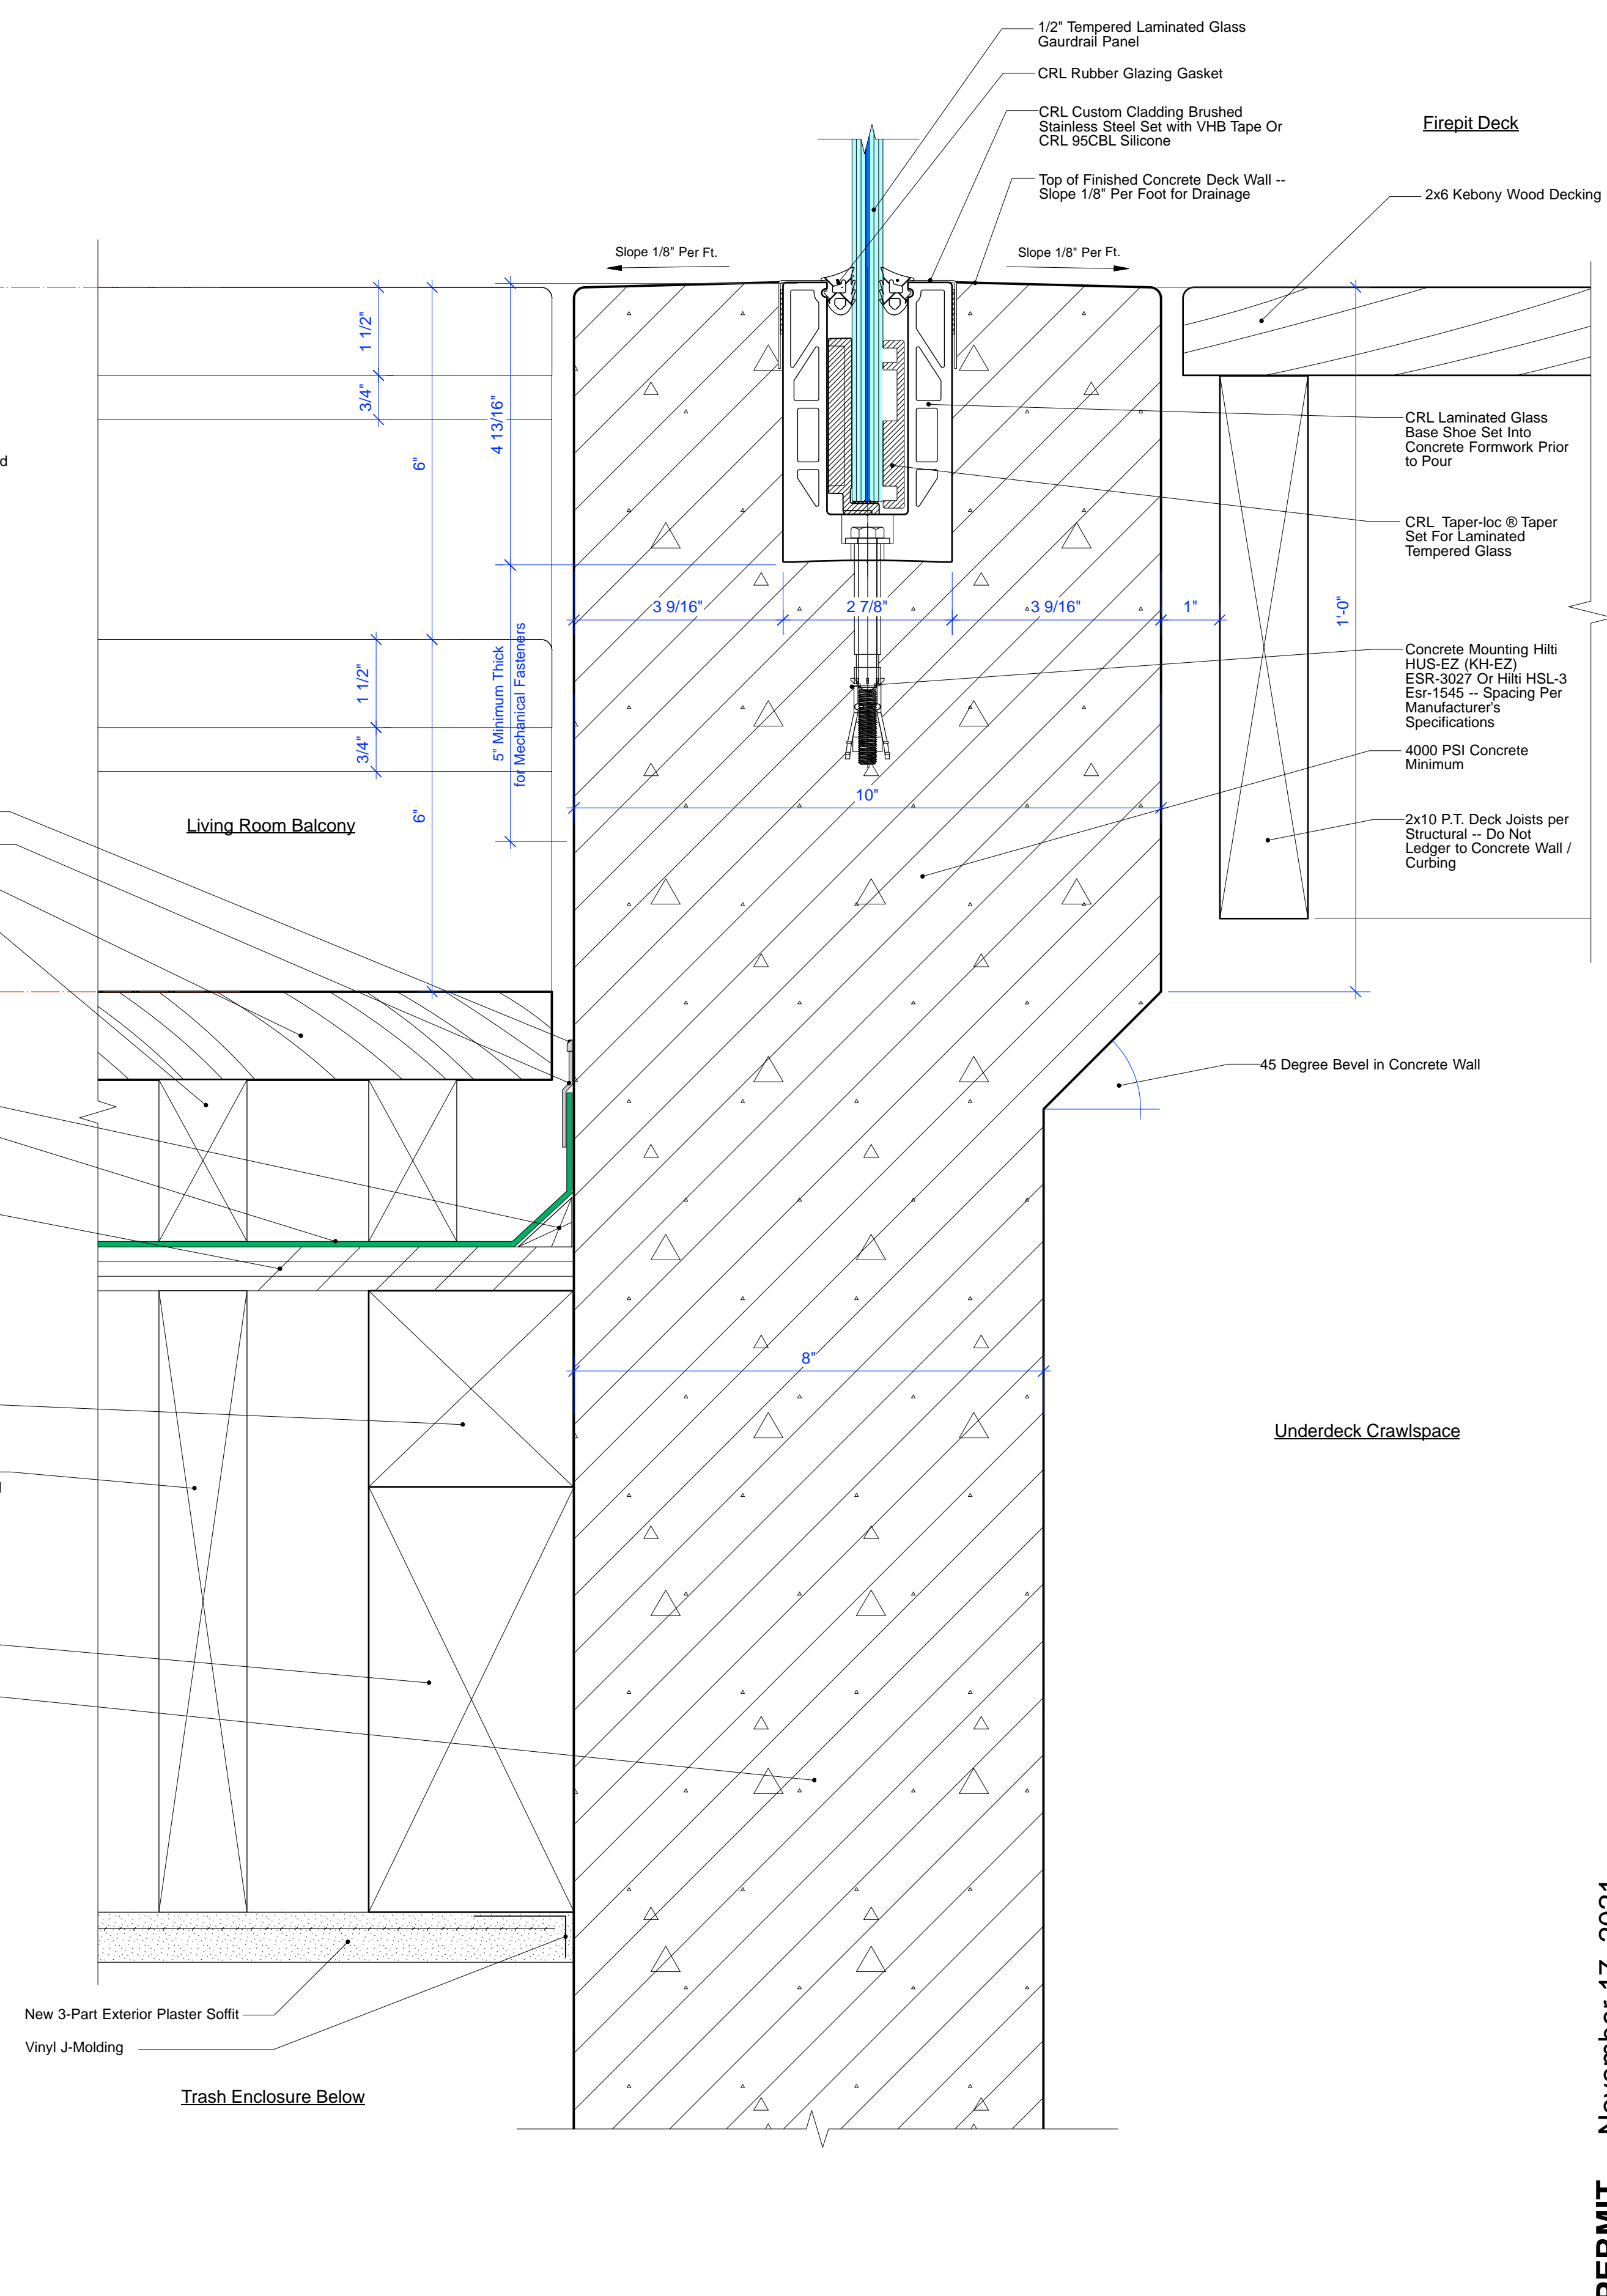 1/2" Tempered Laminated Glass
Gaurdrail Panel
CRL Rubber Glazing Gasket
CRL Custom Cladding Brushed
Stainless Steel Set with VHB Tape Or
CRL 95CBL Silicone
Top of Finished Concrete Deck Wall --
Slope 1/8" Per Foot for Drainage
Firepit Deck
2x6 Kebony Wood Decking
Slope 1/8" Per Ft.
Slope 1/8" Per Ft.
1 1/2"
3/4"
6"
4 13/16"
d
CRL Laminated Glass
Base Shoe Set Into
Concrete Formwork Prior
to Pour
CRL Taper-loc ® Taper
Set For Laminated
Tempered Glass
3 9/16"
2 7/8"
3 9/16"
1"
1'-0"
1 1/2"
3/4"
6"
5" Minimum Thick
for Mechanical Fasteners
Concrete Mounting Hilti
HUS-EZ (KH-EZ)
ESR-3027 Or Hilti HSL-3
Esr-1545 -- Spacing Per
Manufacturer's
Specifications
4000 PSI Concrete
Minimum
10"
Living Room Balcony
2x10 P.T. Deck Joists per
Structural -- Do Not
Ledger to Concrete Wall /
Curbing
45 Degree Bevel in Concrete Wall
8"
Underdeck Crawlspace
New 3-Part Exterior Plaster Soffit
Vinyl J-Molding
Trash Enclosure Below
November 17, 2021
PERMIT